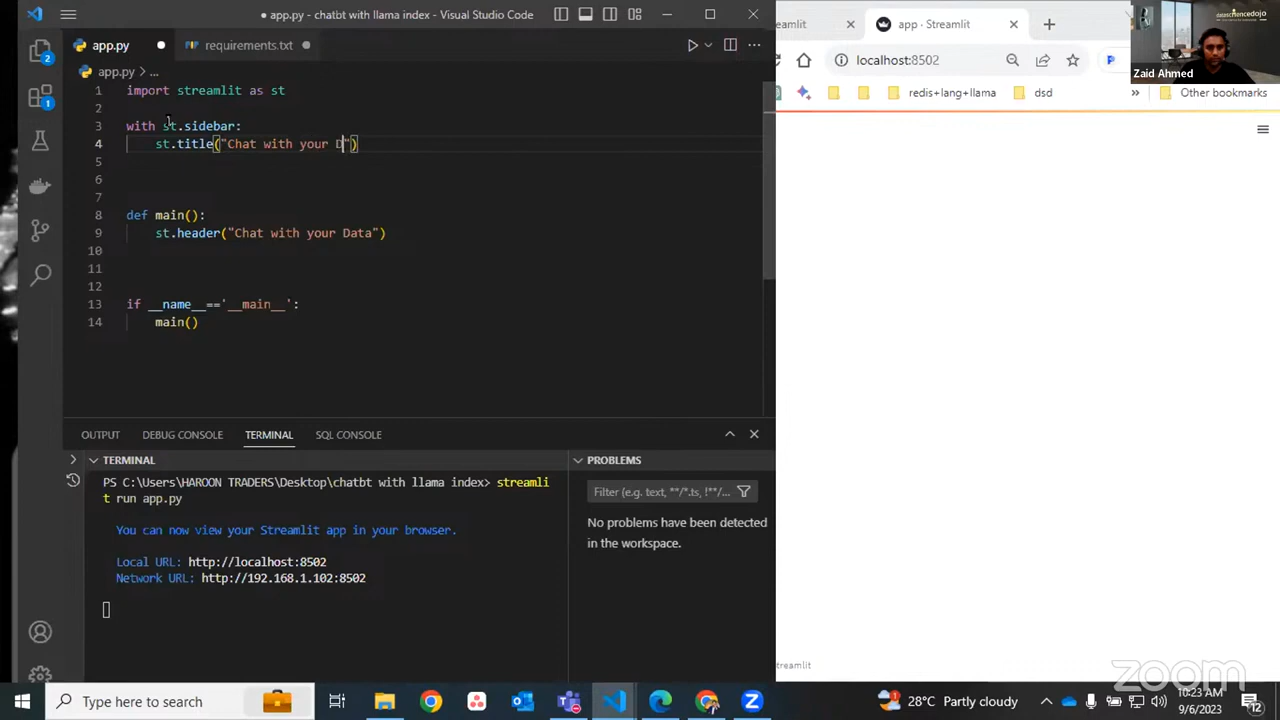 app.py - chatbt with llama index - Visual Studio Code
app.py
requirements.txt
app.py > ...
1 import streamlit as st
2
3 with st.sidebar:
4 st.title("Chat with your D")
5
6
7
8 def main():
9 st.header("Chat with your Data")
10
11
12
13 if __name__=='__main__':
14 main()
OUTPUT DEBUG CONSOLE TERMINAL SQL CONSOLE
TERMINAL
PS C:\Users\HAROON TRADERS\Desktop\chatbt with llama index> streamli
t run app.py
You can now view your Streamlit app in your browser.
Local URL: http://localhost:8502
Network URL: http://192.168.1.102:8502
PROBLEMS
Filter (e.g. text, **/*.ts, !**/...
No problems have been detected
in the workspace.
2
1
eamlit
app · Streamlit
localhost:8502
redis+lang+llama
dsd
Other bookmarks
datasciencedojo
Zaid Ahmed
treamlit
zoom
Type here to search
28°C Partly cloudy
10:23 AM
9/6/2023
12